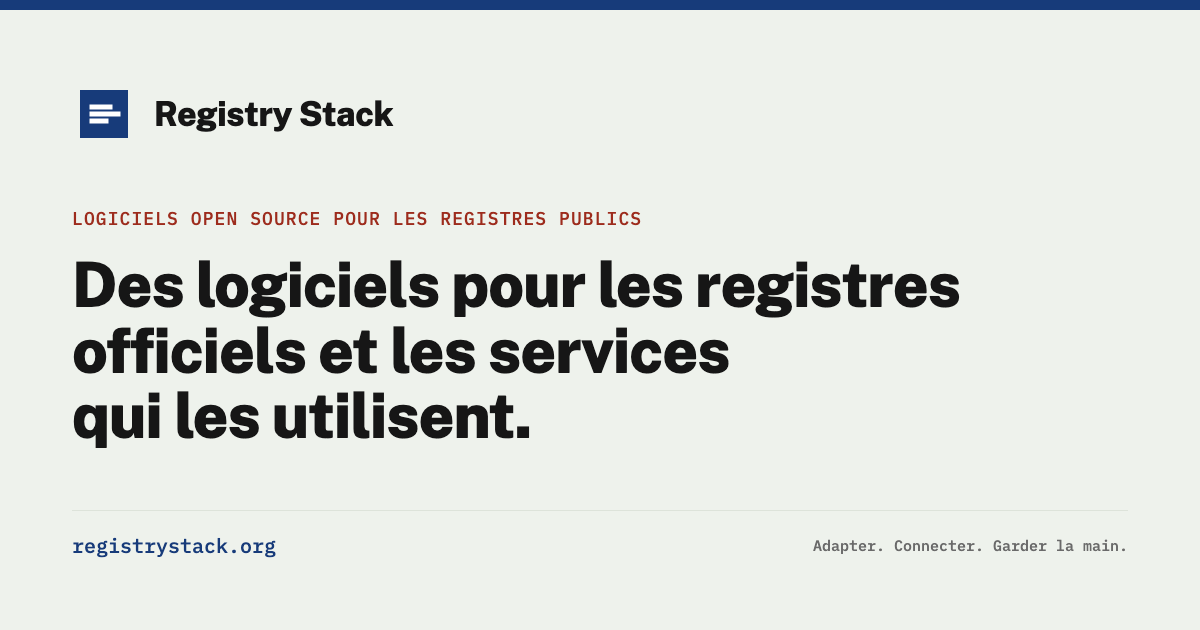 Registry Stack
LOGICIELS OPEN SOURCE POUR LES REGISTRES PUBLICS
Des logiciels pour les registres
officiels et les services
qui les utilisent.
registrystack.org
Adapter. Connecter. Garder la main.